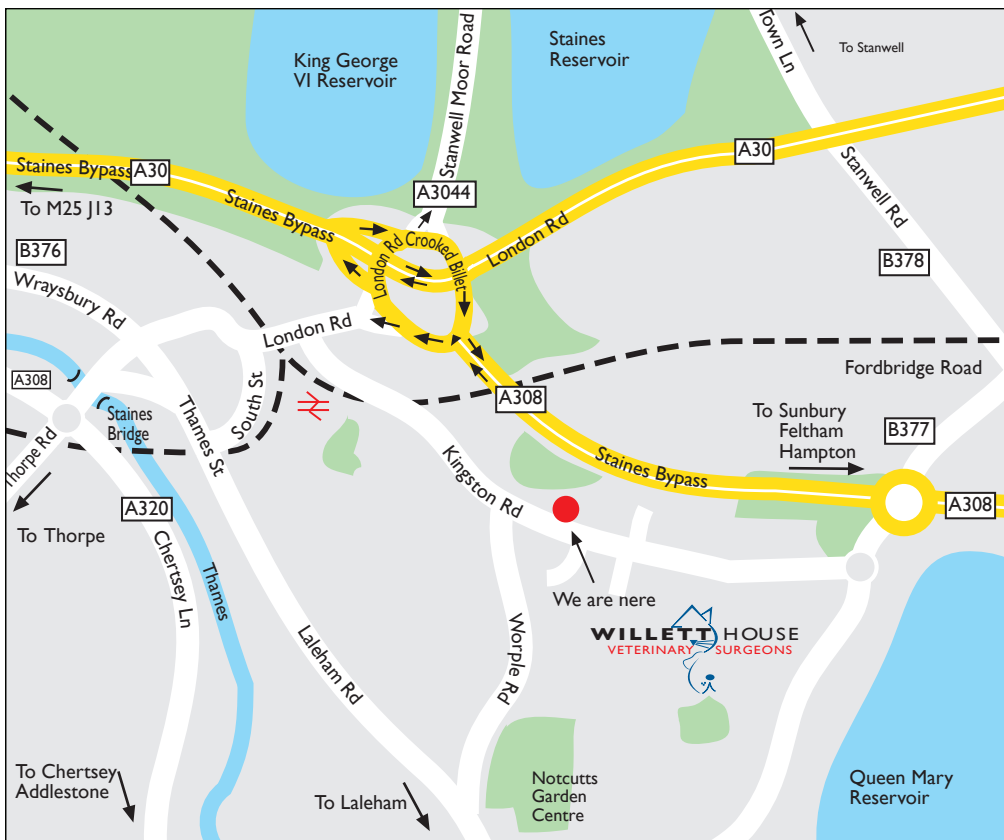 King George
VI Reservoir
Staines
Reservoir
Stanwell Moor Road
Town Ln
To Stanwell
Staines Bypass
A30
A30
To M25 J13
Staines Bypass
A3044
London Rd
Stanwell Rd
B376
Wraysbury Rd
London Rd
Crooked Billet
B378
London Rd
Fordbridge Road
A308
Staines
Bridge
South St
Thames St
A308
To Sunbury
Feltham
Hampton
B377
Thorpe Rd
Kingston Rd
Staines Bypass
A308
A320
To Thorpe
Chertsey Ln
Thames
We are nere
WILLETT HOUSE
VETERINARY SURGEONS
Laleham Rd
Worple Rd
To Chertsey
Addlestone
To Laleham
Notcutts
Garden
Centre
Queen Mary
Reservoir